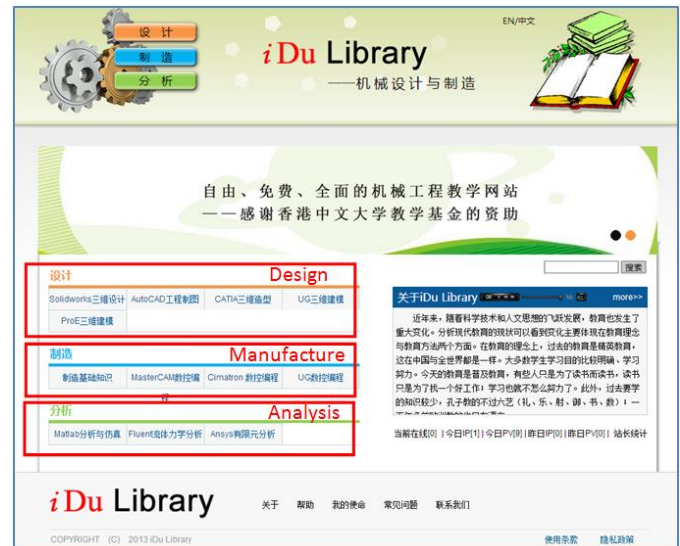 EN/中文
设 计
制 造
分 析
iDu Library
——机械设计与制造
自由、免费、全面的机械工程教学网站
——感谢香港中文大学教学基金的资助
搜索
设计
Design
Solidworks三维设计 AutoCAD工程制图 CATIA三维造型 UG三维建模
ProE三维建模
制造
Manufacture
制造基础知识 MasterCAM数控编程 Cimatron 数控编程 UG数控编程
分析
Analysis
Matlab分析与仿真 Fluent流体力学分析 Ansys有限元分析
关于iDu Library more>>
近年来，随着科学技术和人文思想的飞跃发展，教育也发生了
重大变化。分析现代教育的现状可以看到变化主要体现在教育理念
与教育方法两个方面。在教育的理念上，过去的教育是精英教育，
这在中国与全世界都是一样。大多数学生学习目的比较明确，学习
努力。今天的教育是普及教育，有些人只是为了读书而读书，读书
只是为了找一个好工作！学习也就不怎么努力了。此外，过去要学
的知识较少，孔子教的不过六艺（礼、乐、射、御、书、数）！一
当前在线[0] |今日IP[1]|今日PV[9]|昨日IP[0]|昨日PV[0]| 站长统计
iDu Library
关于 帮助 我的使命 常见问题 联系我们
COPYRIGHT (C) 2013 iDu Library
使用条款 隐私政策